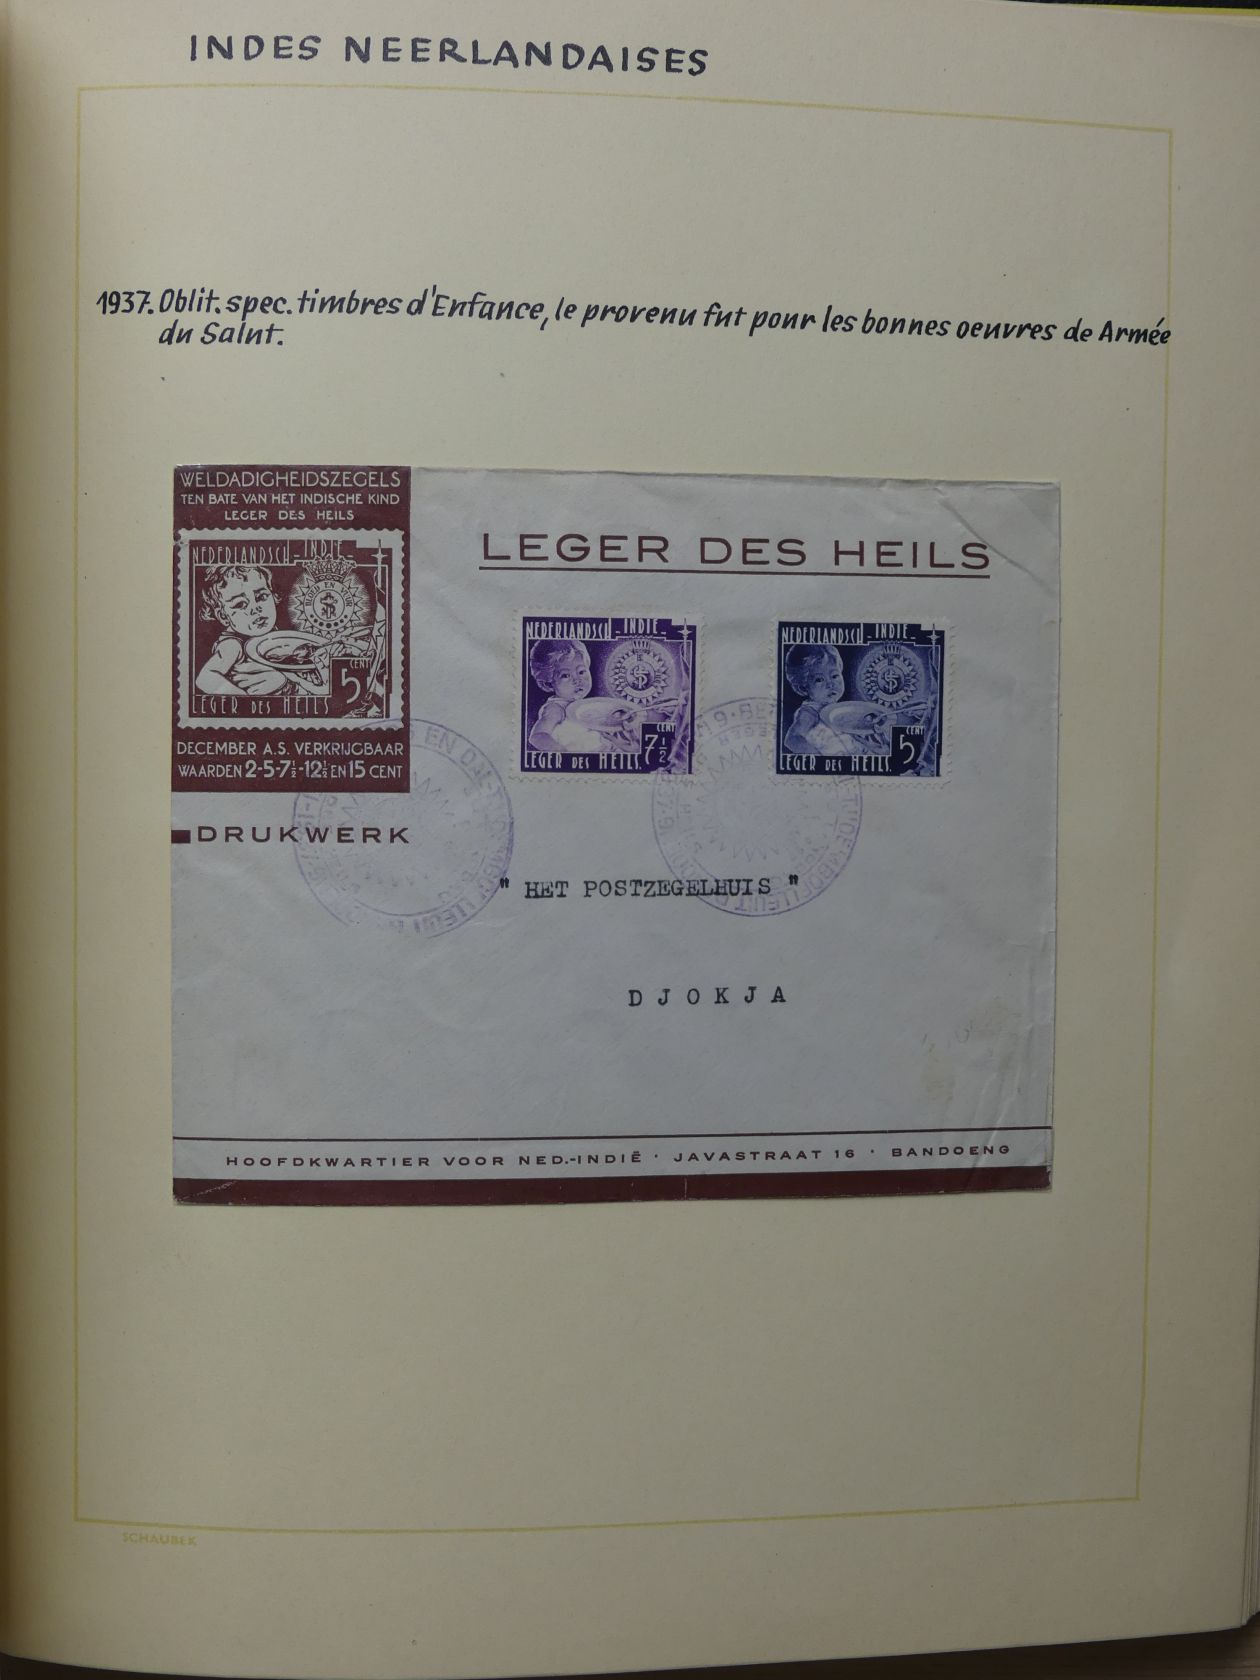 INDES NEERLANDAISES
1937. Oblit. spec. timbres d'Enfance, le provenu fut pour les bonnes oeuvres de Armée
du Salut.
WELDADIGHEIDSZEGELS
TEN BATE VAN HET INDISCHE KIND
LEGER DES HEILS
NEDERLANDSCH-INDIE
BLOED EN VUUR
CENT
5
LEGER DES HEILS
DECEMBER A.S. VERKRIJGBAAR
WAARDEN 2-5-7½-12½ EN 15 CENT
DRUKWERK
LEGER DES HEILS
NEDERLANDSCH-INDIE
CENT
7½
LEGER DES HEILS.
NEDERLANDSCH-INDIE
CENT
5
LEGER DES HEILS.
" HET POSTZEGELHUIS "
DJOKJA
HOOFDKWARTIER VOOR NED.-INDIË · JAVASTRAAT 16 · BANDOENG
SCHAUBEK